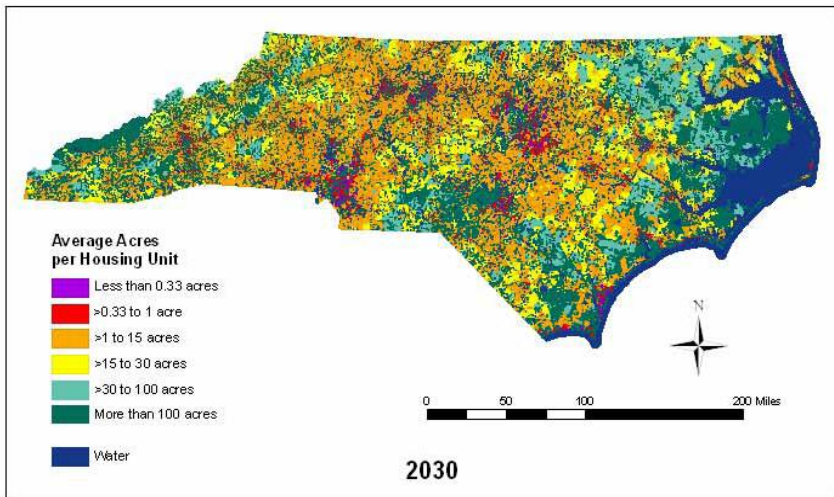 Average Acres
per Housing Unit
Less than 0.33 acres
>0.33 to 1 acre
>1 to 15 acres
>15 to 30 acres
>30 to 100 acres
More than 100 acres
Water
N
0 50 100 200 Miles
2030